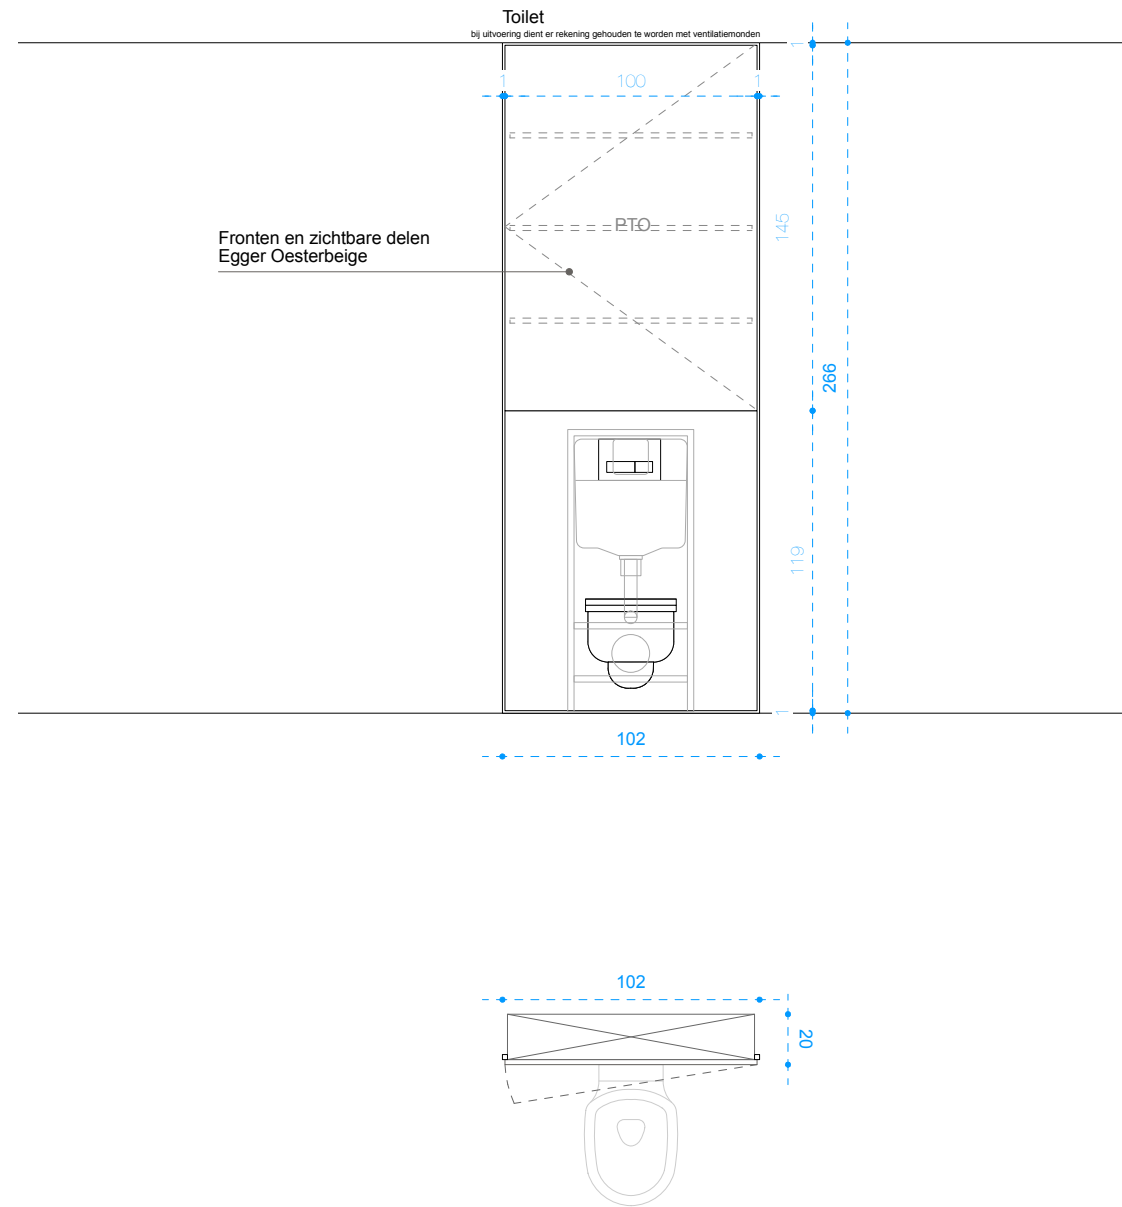 Toilet
bij uitvoering dient er rekening gehouden te worden met ventilatiemonden
1
1 100 1
PTO
145
Fronten en zichtbare delen
Egger Oesterbeige
266
119
1
102
102
20